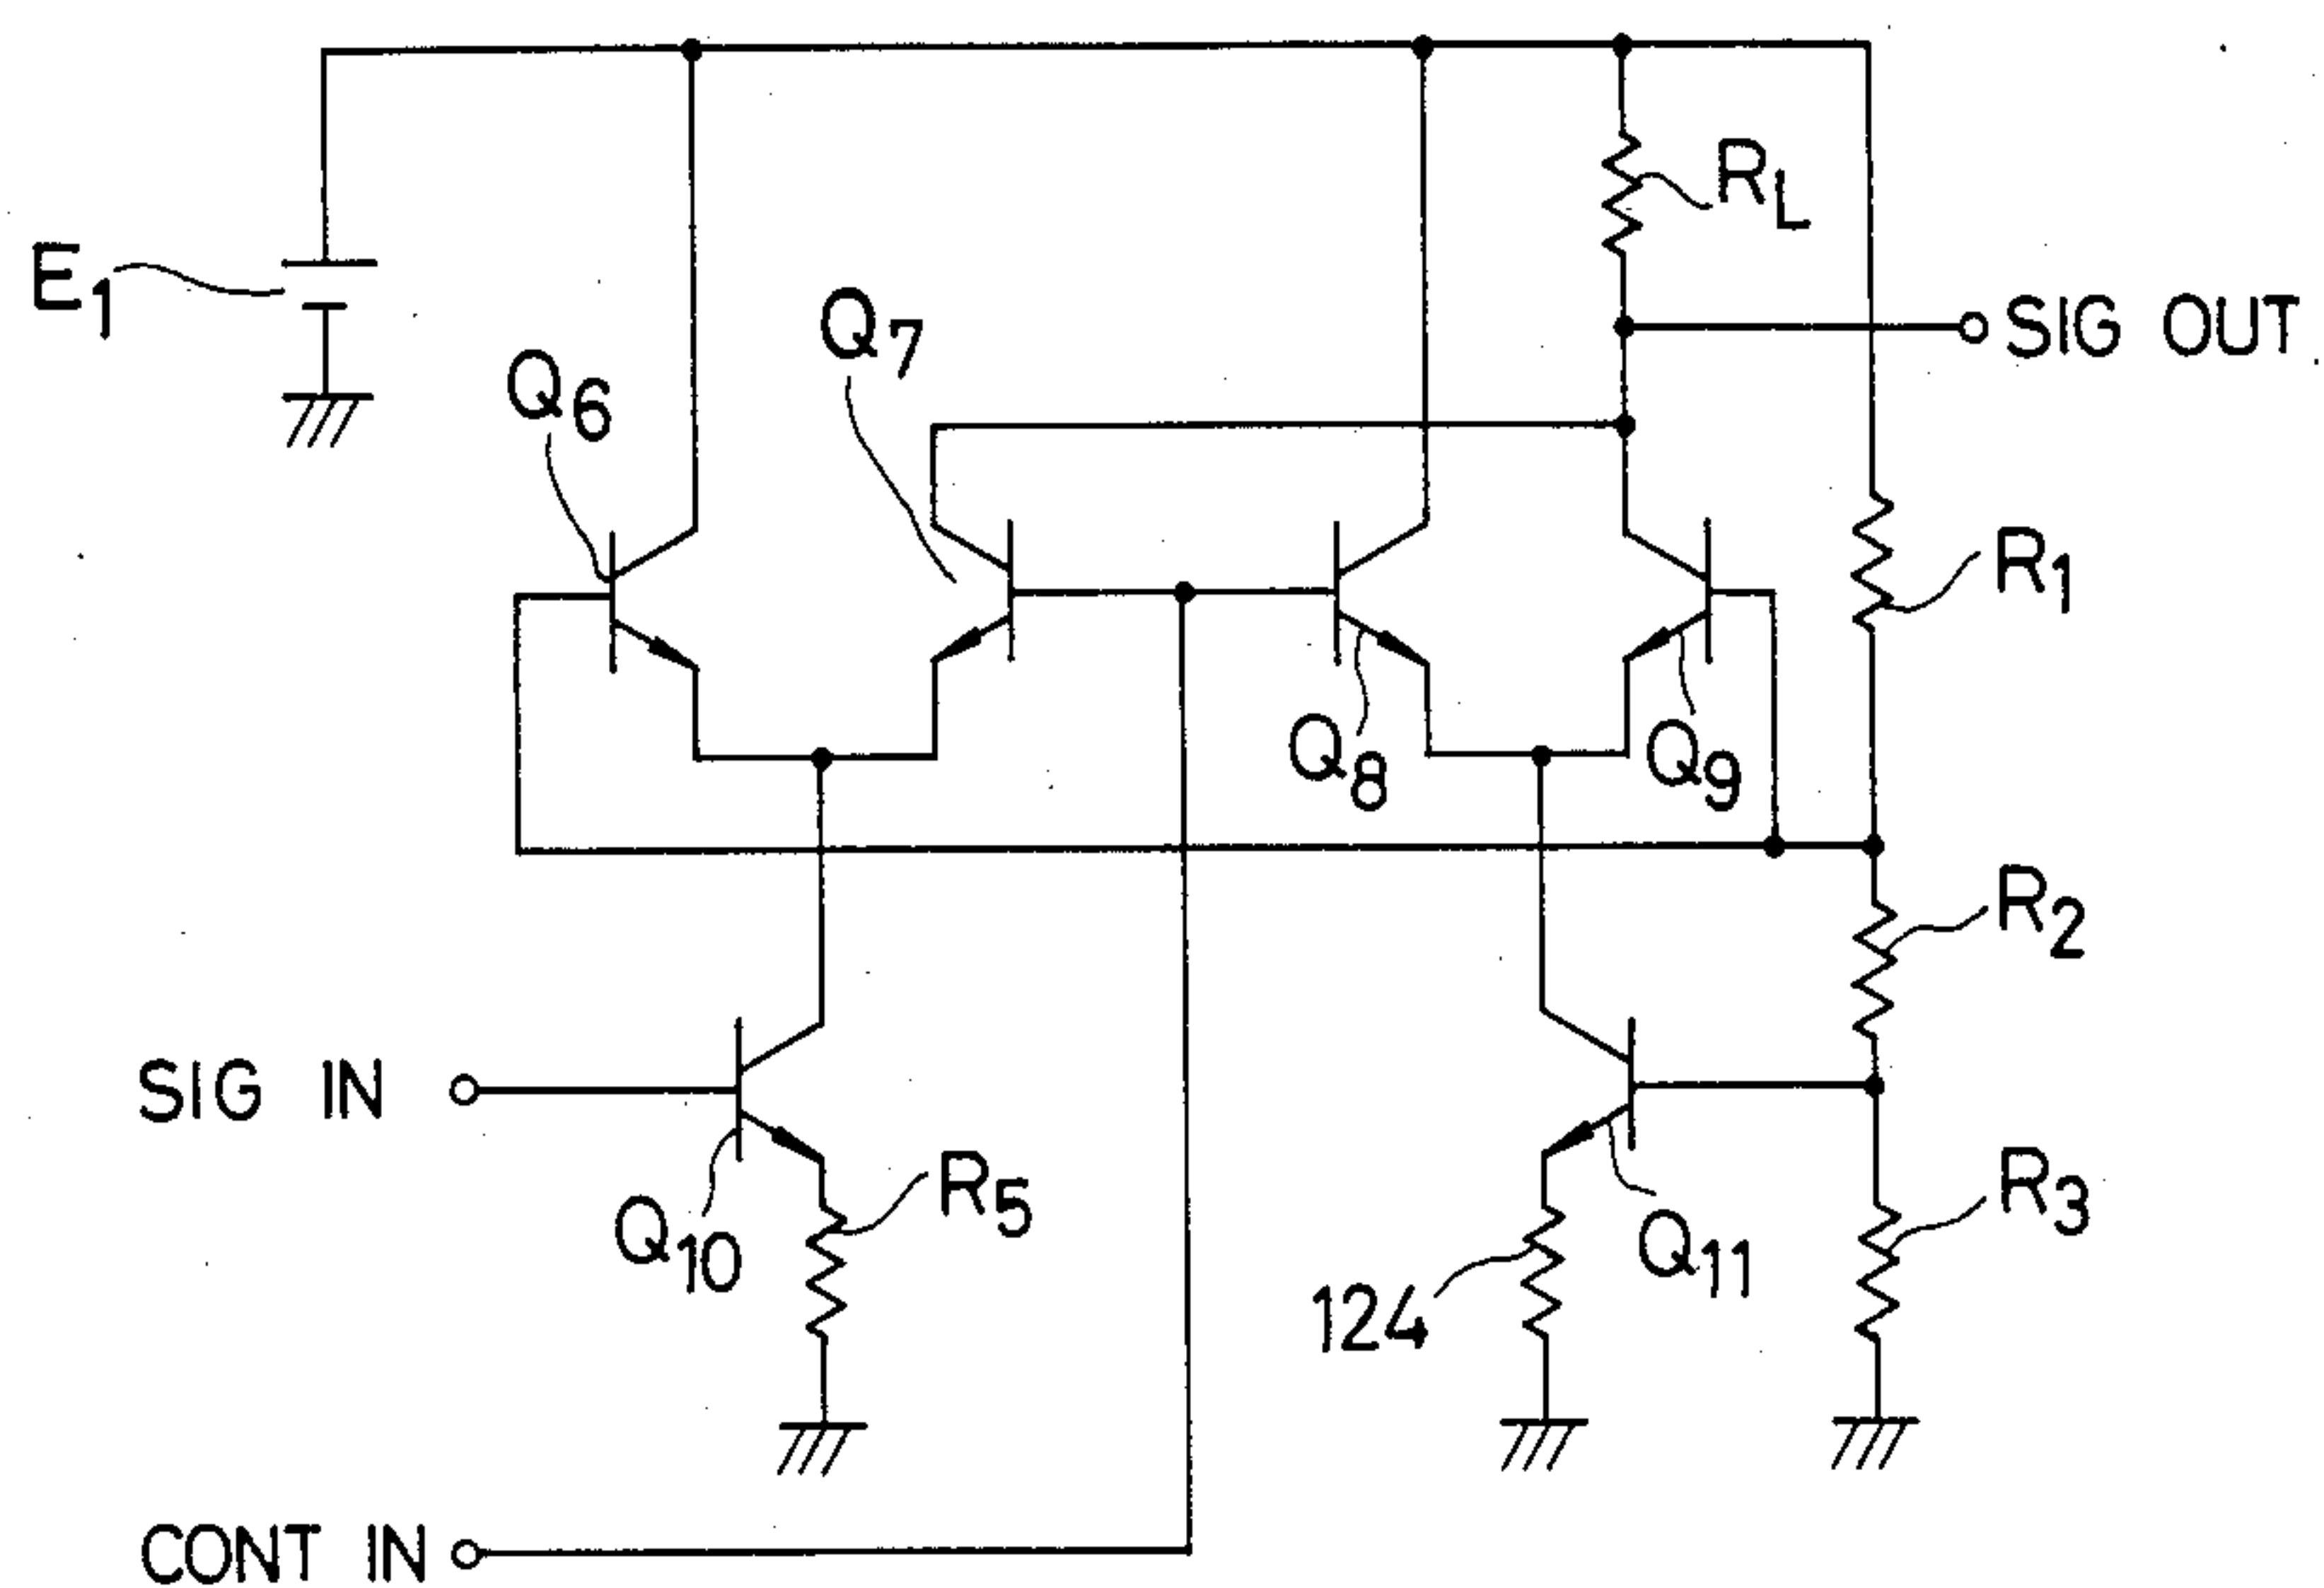 RL
E1
SIG OUT
Q7
Q6
R1
Q8
Q9
R2
SIG IN
R5
R3
Q10
Q11
124
CONT IN